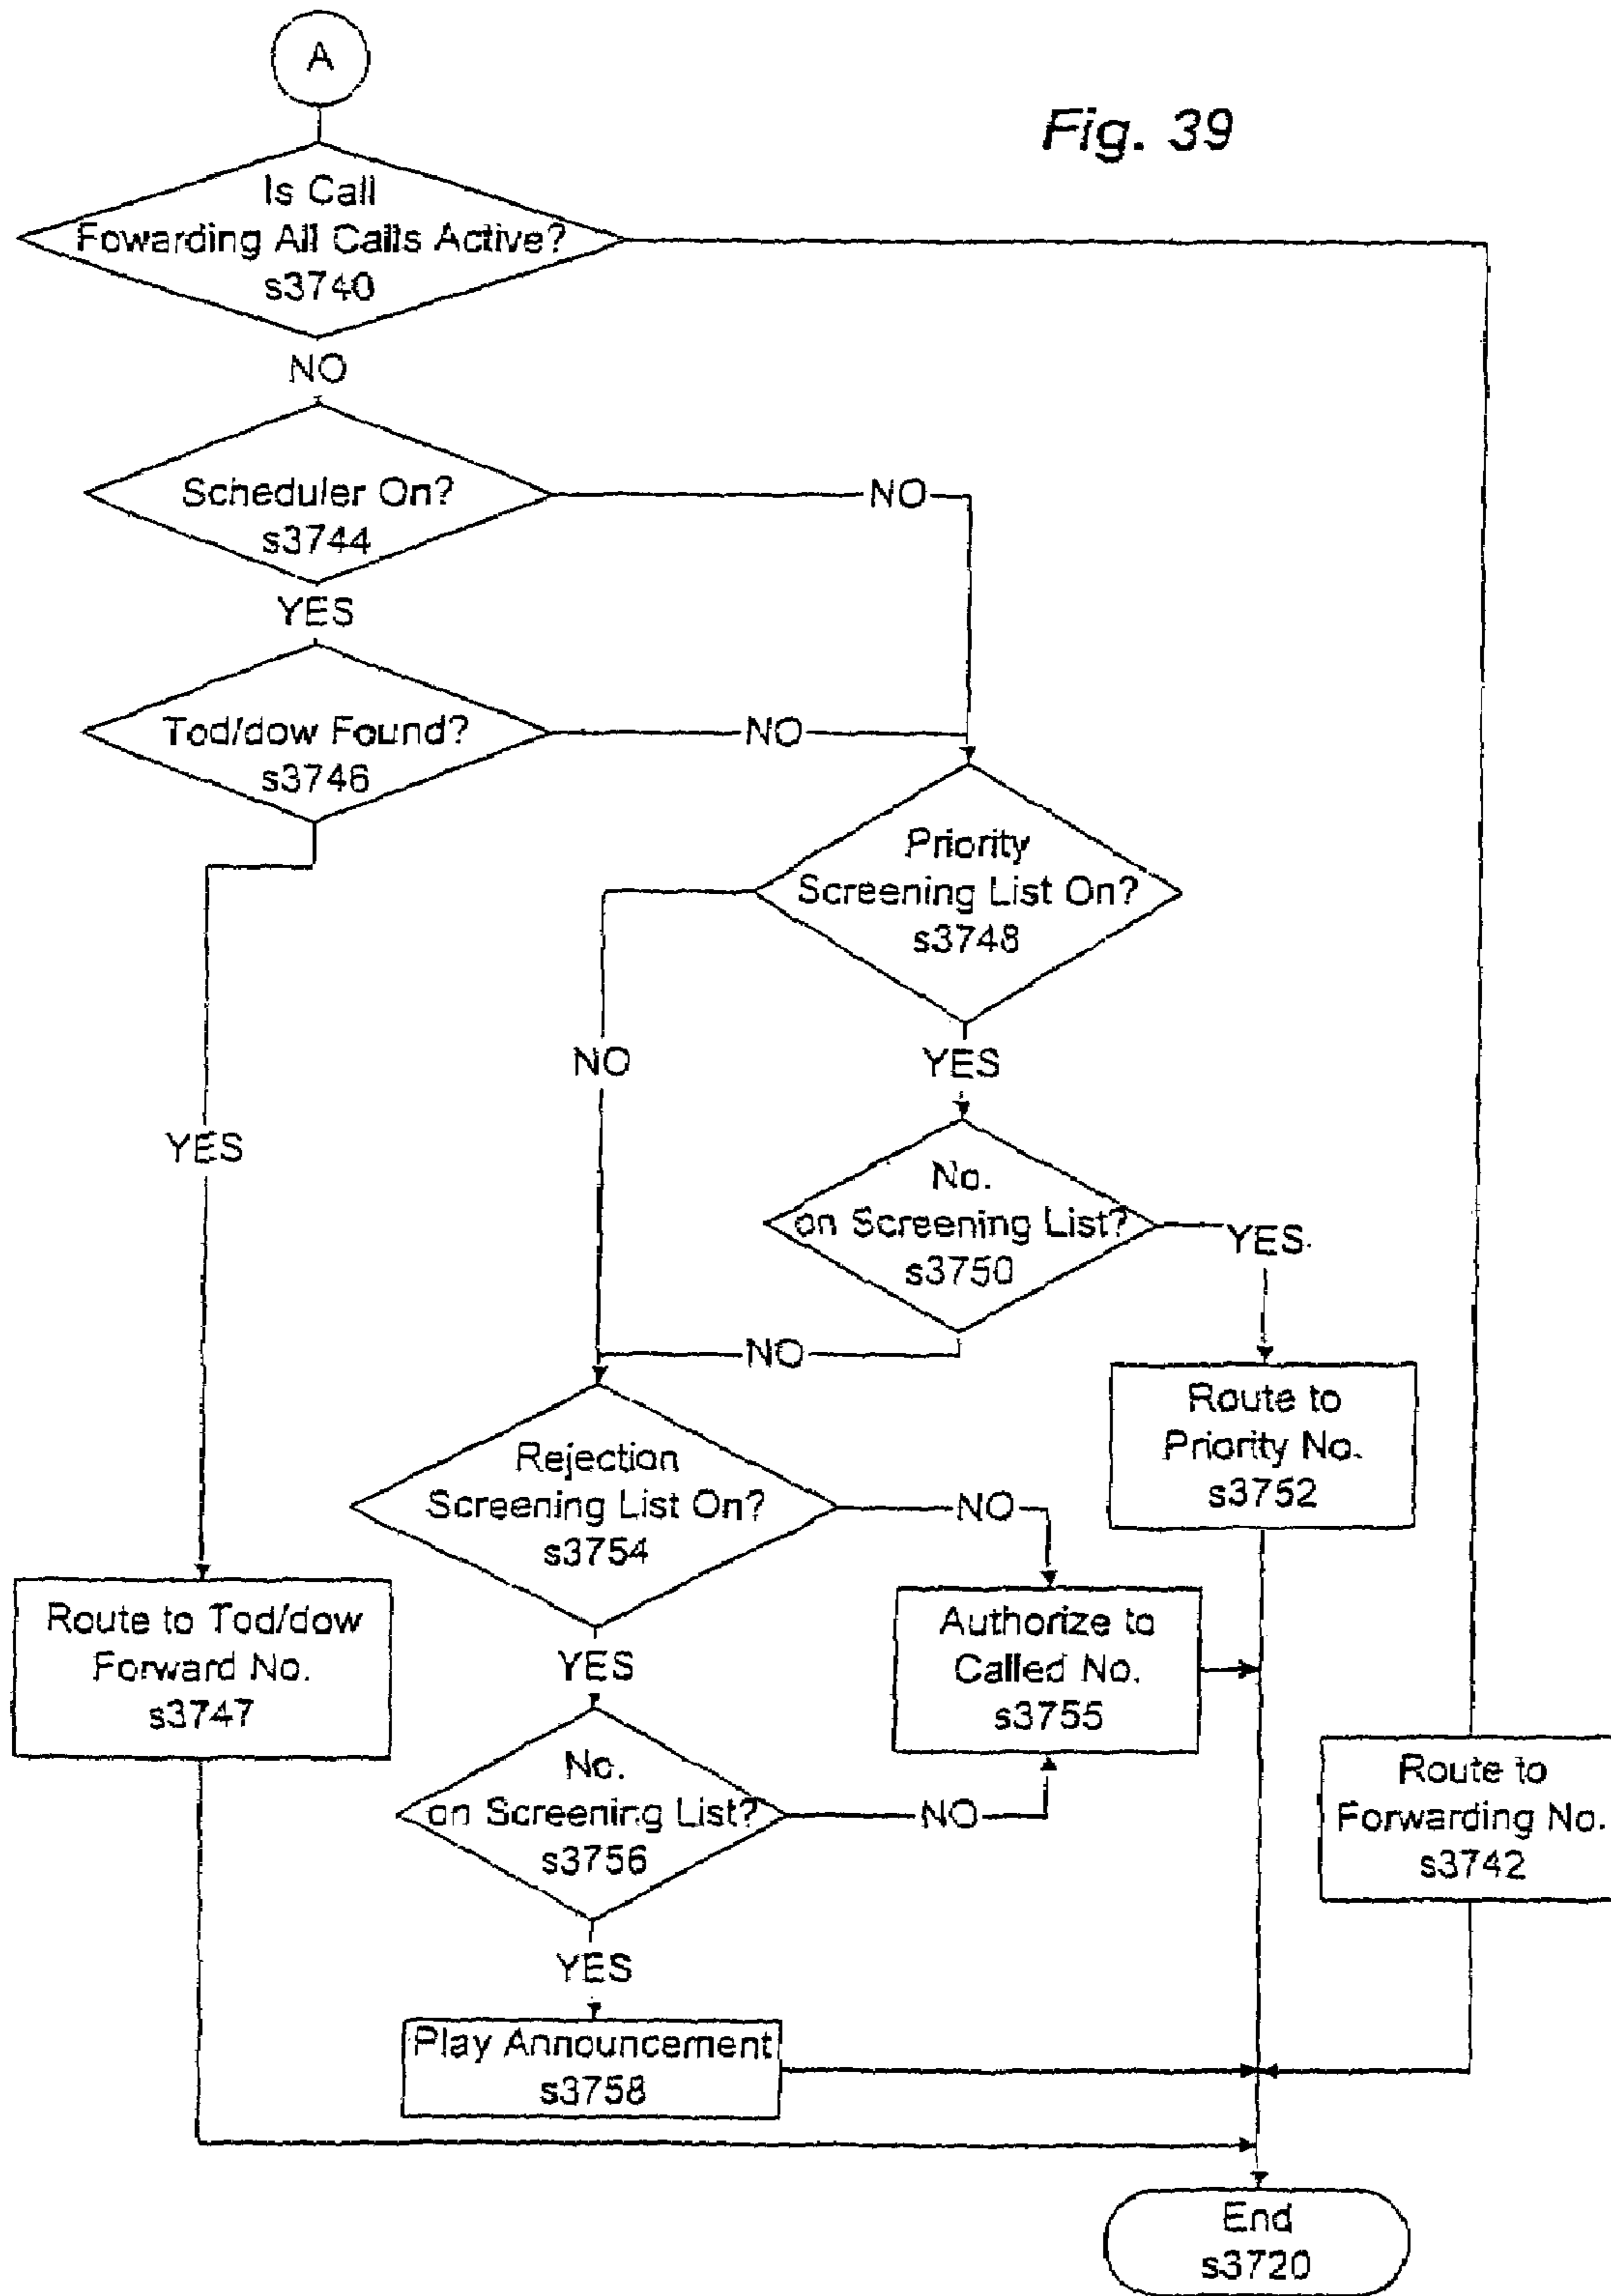 A
Fig. 39
Is Call
Fowarding All Calls Active?
s3740
NO
Scheduler On?
s3744
NO
YES
Tod/dow Found?
s3746
NO
Priority
Screening List On?
s3748
NO
YES
YES
No.
on Screening List?
s3750
YES
NO
Route to
Priority No.
s3752
Rejection
Screening List On?
s3754
NO
Route to Tod/dow
Forward No.
s3747
YES
Authorize to
Called No.
s3755
No.
on Screening List?
s3756
NO
Route to
Forwarding No.
s3742
YES
Play Announcement
s3758
End
s3720